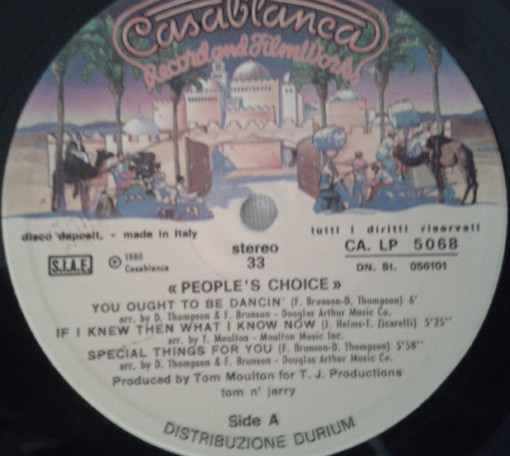 Casablanca
Record and FilmWorks
disco deposit. - made in Italy
tutti i diritti riservati
S.I.A.E.
℗ 1980
Casablanca
stereo
33
CA. LP 5068
DN. St. 056101
«PEOPLE'S CHOICE»
YOU OUGHT TO BE DANCIN' (F. Brunson-D. Thompson) 6'
arr. by D. Thompson & F. Brunson - Douglas Arthur Music Co.
IF I KNEW THEN WHAT I KNOW NOW (J. Helms-T. Zicarelli) 5'25"
arr. by T. Moulton - Moulton Music Inc.
SPECIAL THINGS FOR YOU (F. Brunson-D. Thompson) 5'58"
arr. by D. Thompson & F. Brunson - Douglas Arthur Music Co.
Produced by Tom Moulton for T. J. Productions
tom n' jerry
Side A
DISTRIBUZIONE DURIUM